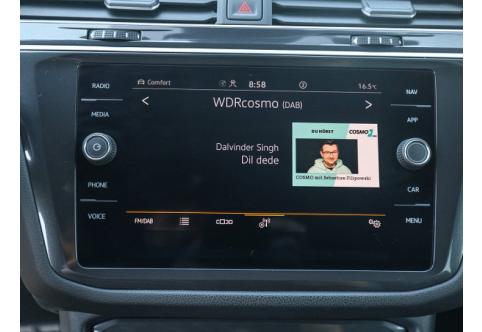 RADIO
Comfort
8:58
16.5°C
NAV
< WDRcosmo (DAB) >
MEDIA
APP
DU HÖRST COSMO
Dalvinder Singh
Dil dede
COSMO mit Sebastian Filipowski
PHONE
CAR
VOICE
FM/DAB
MENU